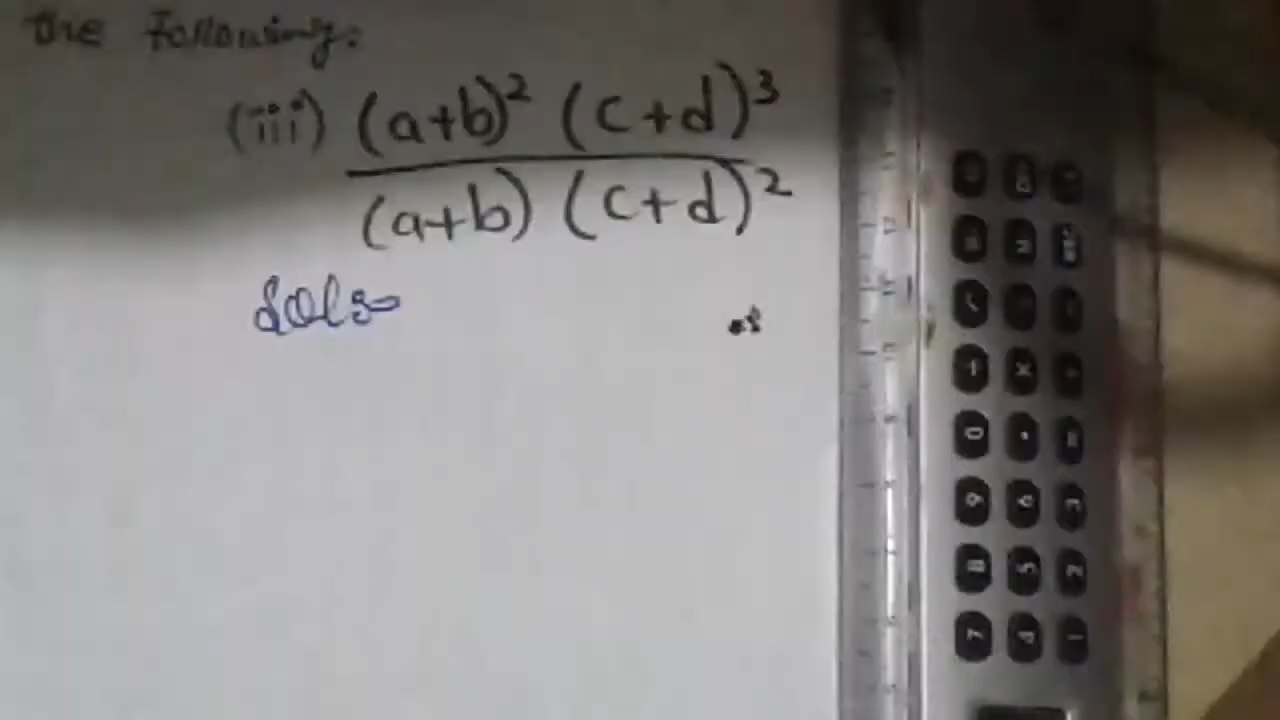 the following:
(iii) (a+b)² (c+d)³
(a+b) (c+d)²
Sol: